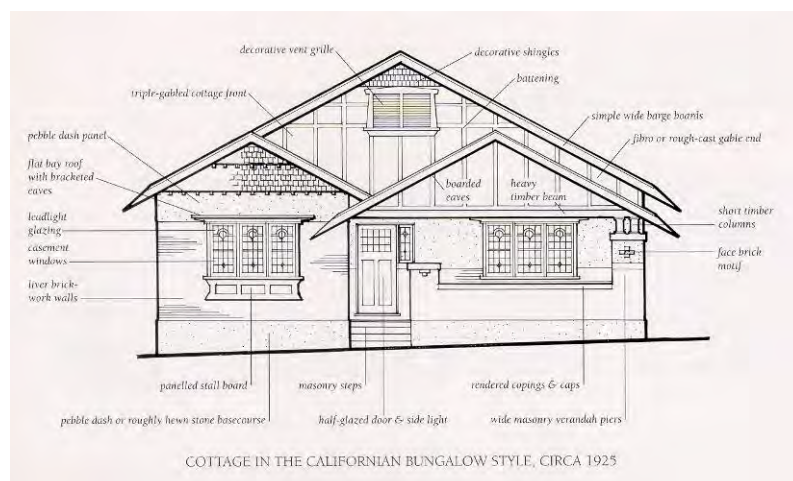 decorative vent grille
decorative shingles
battening
triple-gabled cottage front
simple wide barge boards
pebble dash panel
fibro or rough-cast gable end
flat bay roof
with bracketed
eaves
boarded
eaves
heavy
timber beam
short timber
columns
leadlight
glazing
casement
windows
face brick
motif
liver brick-
work walls
panelled stall board
masonry steps
rendered copings & caps
pebble dash or roughly hewn stone basecourse
half-glazed door & side light
wide masonry verandah piers
COTTAGE IN THE CALIFORNIAN BUNGALOW STYLE, CIRCA 1925